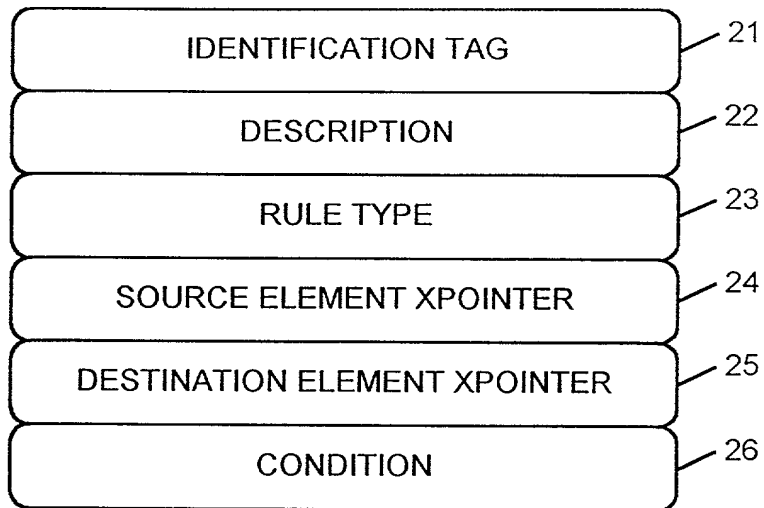 IDENTIFICATION TAG 21
DESCRIPTION 22
RULE TYPE 23
SOURCE ELEMENT XPOINTER 24
DESTINATION ELEMENT XPOINTER 25
CONDITION 26